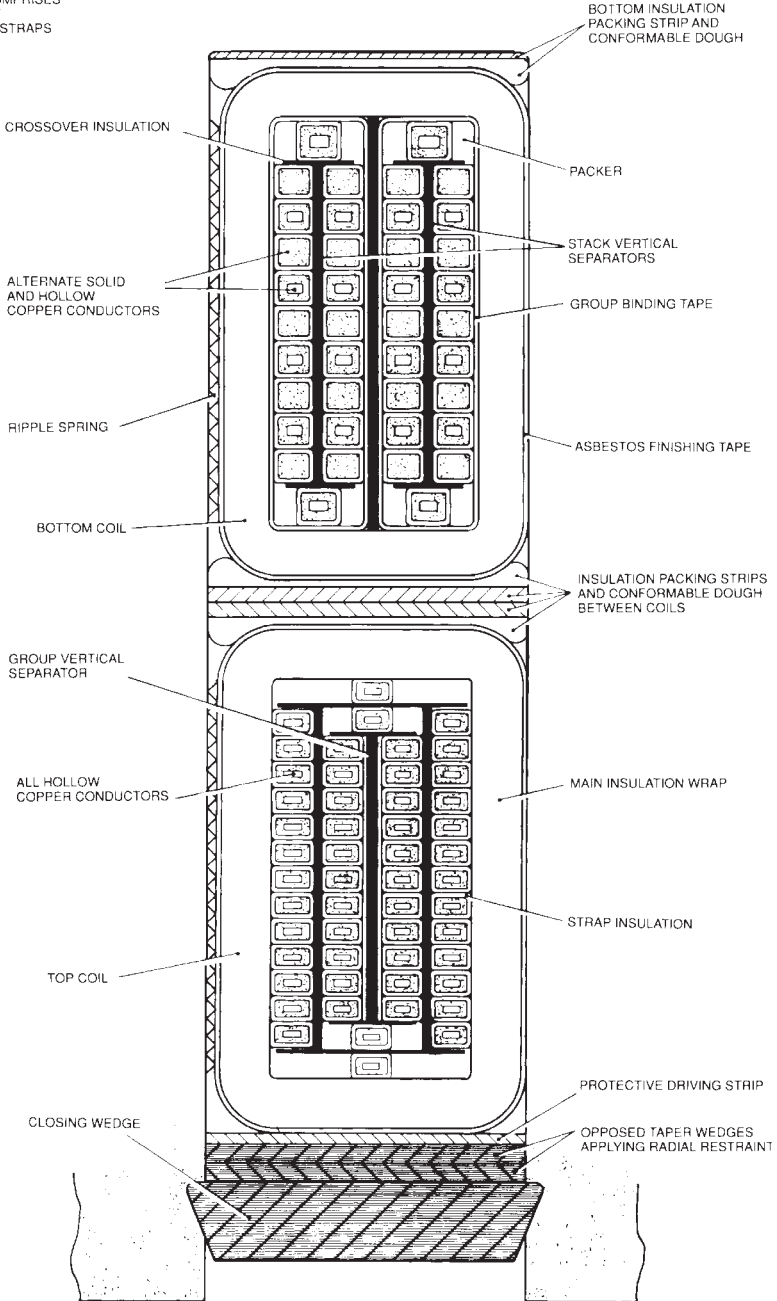 STRAPS
BOTTOM INSULATION
PACKING STRIP AND
CONFORMABLE DOUGH
CROSSOVER INSULATION
PACKER
STACK VERTICAL
SEPARATORS
ALTERNATE SOLID
AND HOLLOW
COPPER CONDUCTORS
GROUP BINDING TAPE
RIPPLE SPRING
ASBESTOS FINISHING TAPE
BOTTOM COIL
INSULATION PACKING STRIPS
AND CONFORMABLE DOUGH
BETWEEN COILS
GROUP VERTICAL
SEPARATOR
ALL HOLLOW
COPPER CONDUCTORS
MAIN INSULATION WRAP
STRAP INSULATION
TOP COIL
PROTECTIVE DRIVING STRIP
CLOSING WEDGE
OPPOSED TAPER WEDGES
APPLYING RADIAL RESTRAINT